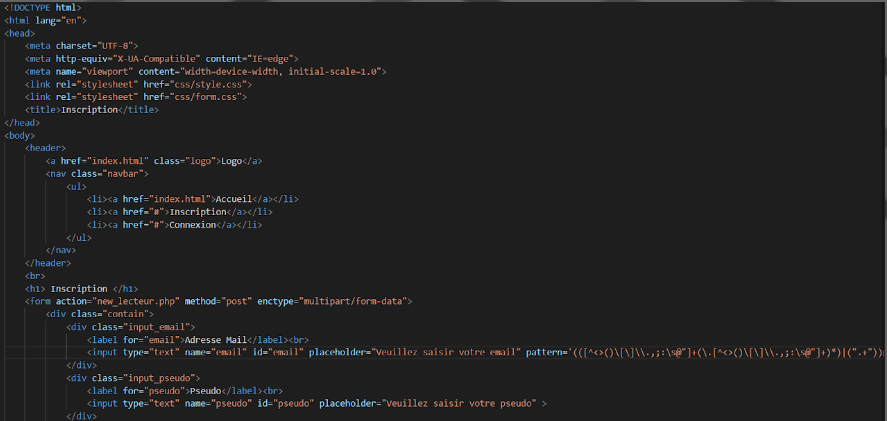 <!DOCTYPE html>
<html lang="en">
<head>
    <meta charset="UTF-8">
    <meta http-equiv="X-UA-Compatible" content="IE=edge">
    <meta name="viewport" content="width=device-width, initial-scale=1.0">
    <link rel="stylesheet" href="css/style.css">
    <link rel="stylesheet" href="css/form.css">
    <title>Inscription</title>
</head>
<body>
    <header>
        <a href="index.html" class="logo">Logo</a>
        <nav class="navbar">
            <ul>
                <li><a href="index.html">Accueil</a></li>
                <li><a href="#">Inscription</a></li>
                <li><a href="#">Connexion</a></li>
            </ul>
        </nav>
    </header>
    <br>
    <h1> Inscription </h1>
    <form action="new_lecteur.php" method="post" enctype="multipart/form-data">
        <div class="contain">
            <div class="input_email">
                <label for="email">Adresse Mail</label><br>
                <input type="text" name="email" id="email" placeholder="Veuillez saisir votre email" pattern='(([^<>()\[\]\\.,;:\s@"]+(\.[^<>()\[\]\\.,;:\s@"]+)*)|(".+"))
            </div>
            <div class="input_pseudo">
                <label for="pseudo">Pseudo</label><br>
                <input type="text" name="pseudo" id="pseudo" placeholder="Veuillez saisir votre pseudo" >
            </div>